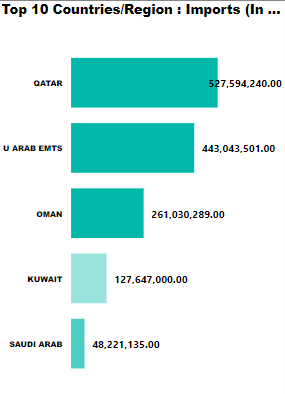 Top 10 Countries/Region : Imports (In ...
QATAR 527,594,240.00
U ARAB EMTS 443,043,501.00
OMAN 261,030,289.00
KUWAIT 127,647,000.00
SAUDI ARAB 48,221,135.00